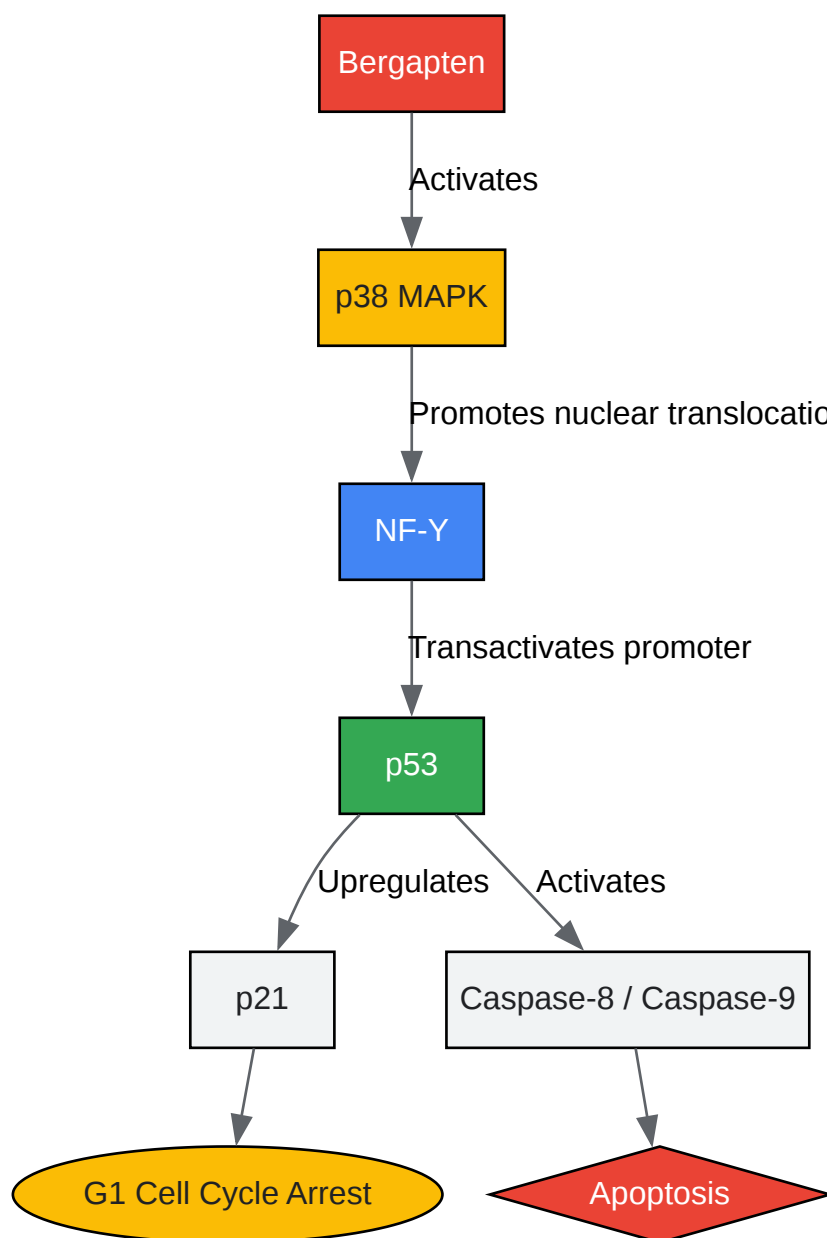 Bergapten
Activates
p38 MAPK
Promotes nuclear translocatio
NF-Y
Transactivates promoter
p53
Upregulates
Activates
p21
Caspase-8 / Caspase-9
G1 Cell Cycle Arrest
Apoptosis